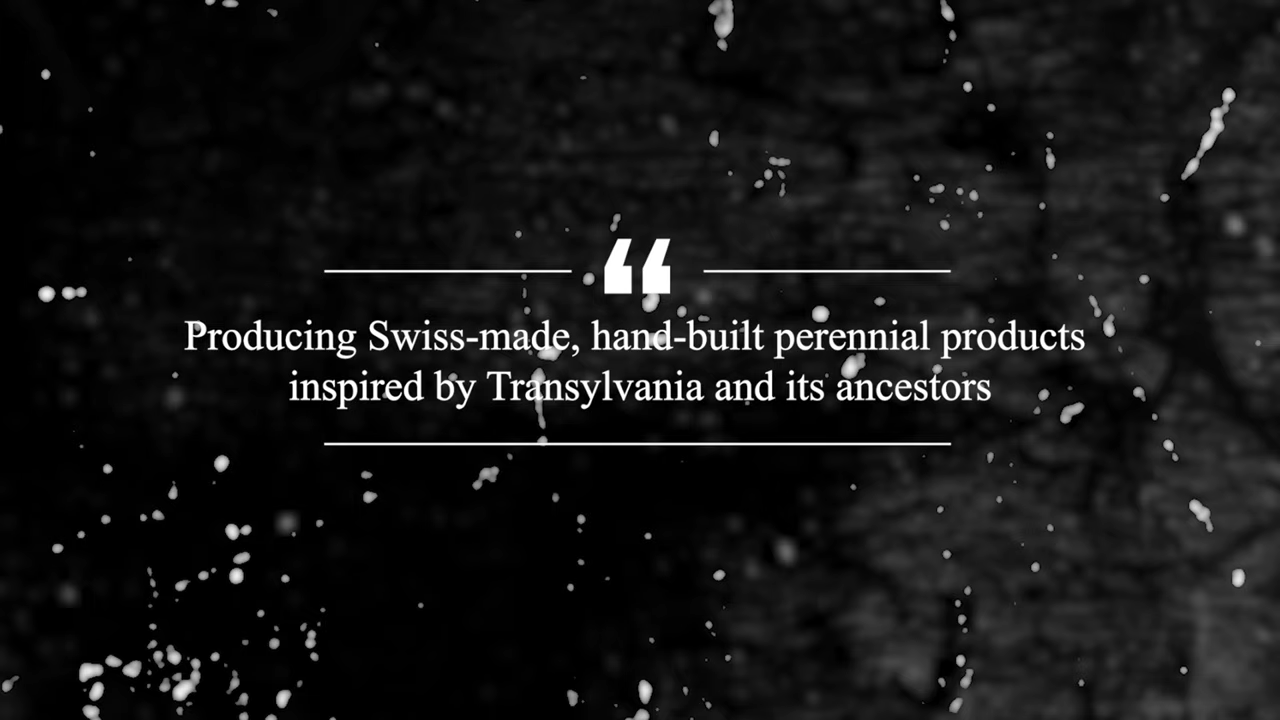 “
Producing Swiss-made, hand-built perennial products
inspired by Transylvania and its ancestors